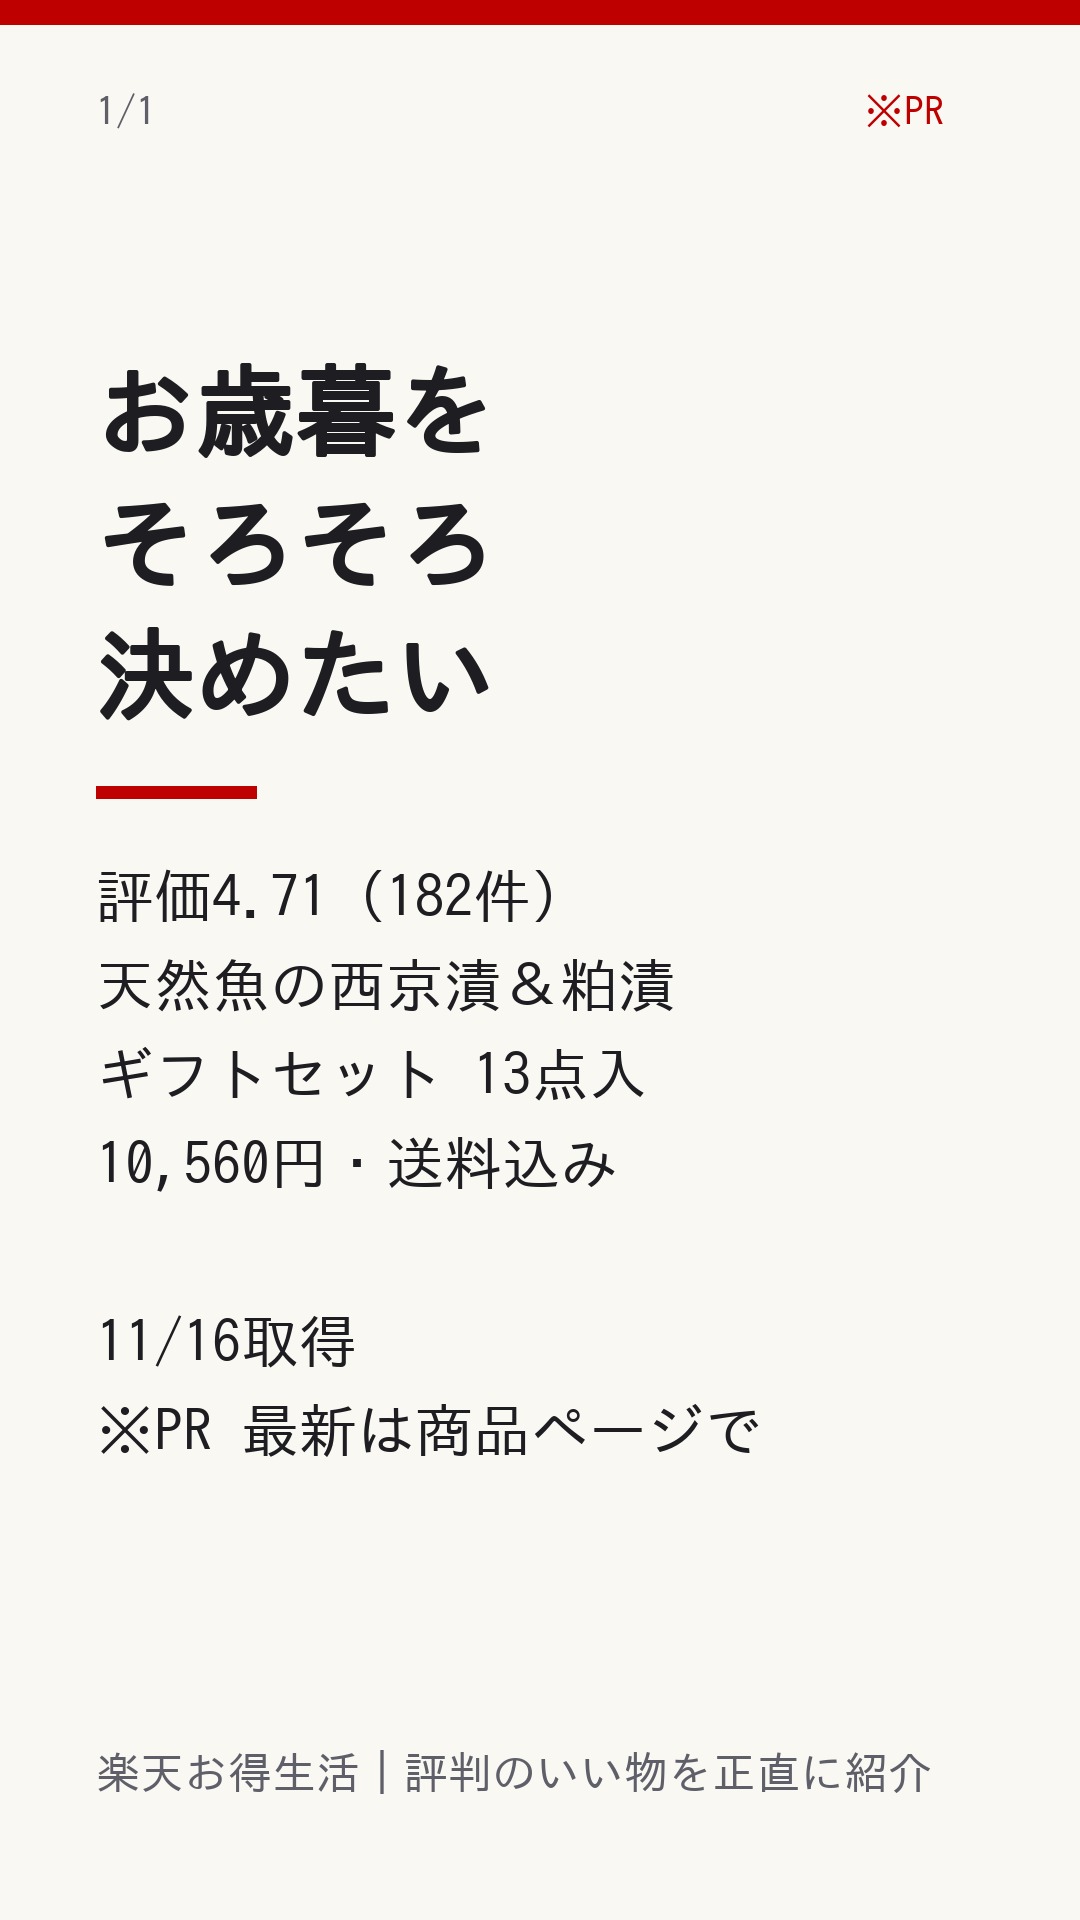 1/1
※PR
お歳暮を
そろそろ
決めたい
評価4.71（182件）
天然魚の西京漬＆粕漬
ギフトセット 13点入
10,560円・送料込み
11/16取得
※PR 最新は商品ページで
楽天お得生活｜評判のいい物を正直に紹介